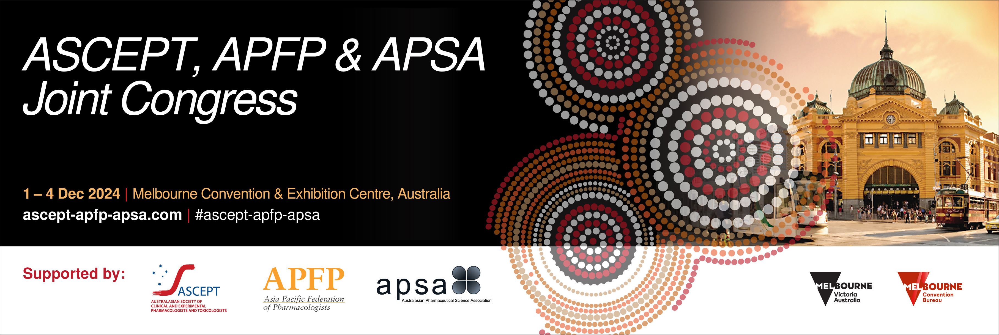 ASCEPT, APFP & APSA
Joint Congress
1 – 4 Dec 2024 | Melbourne Convention & Exhibition Centre, Australia
ascept-apfp-apsa.com | #ascept-apfp-apsa
Supported by:
ASCEPT
AUSTRALASIAN SOCIETY OF
CLINICAL AND EXPERIMENTAL
PHARMACOLOGISTS AND TOXICOLOGISTS
APFP
Asia Pacific Federation
of Pharmacologists
apsa
Australasian Pharmaceutical Science Association
MELBOURNE
Victoria
Australia
MELBOURNE
Convention
Bureau